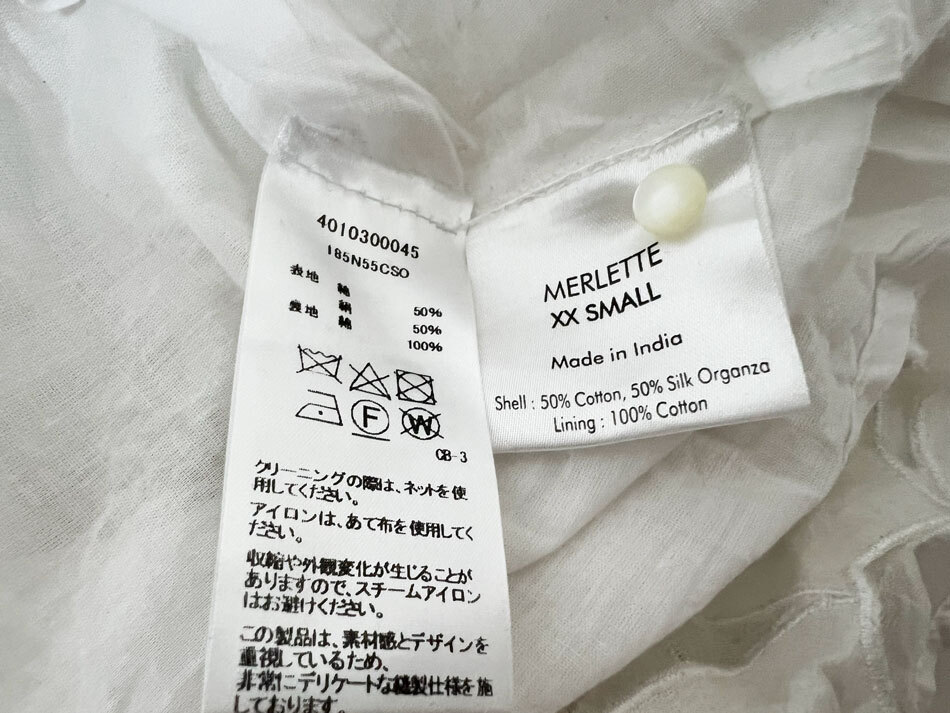 4010300045
185N55CSO
表地 綿 50%
絹 50%
裏地 綿 100%
F
W
CB-3
クリーニングの際は、ネットを使
用してください。
アイロンは、あて布を使用してく
ださい。
収縮や外観変化が生じることが
ありますので、スチームアイロン
はお避けください。
この製品は、素材感とデザインを
重視しているため、
非常にデリケートな縫製仕様を施
しております。
MERLETTE
XX SMALL
Made in India
Shell : 50% Cotton, 50% Silk Organza
Lining : 100% Cotton